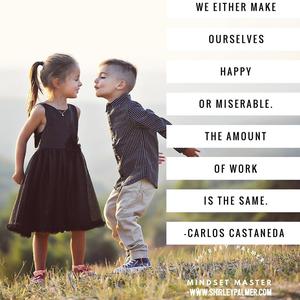 WE EITHER MAKE
OURSELVES
HAPPY
OR MISERABLE.
THE AMOUNT
OF WORK
IS THE SAME.
-CARLOS CASTANEDA
MINDSET MASTER
WWW.SHIRLEYPALMER.COM